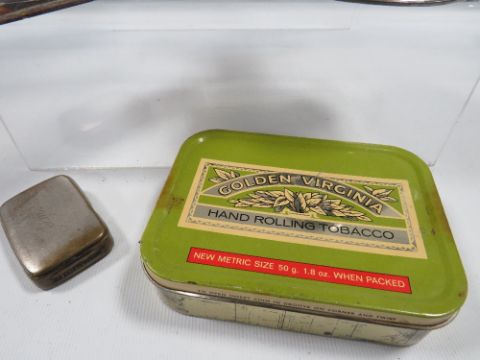 GOLDEN VIRGINIA
HAND ROLLING TOBACCO
NEW METRIC SIZE 50 g. 1.8 oz. WHEN PACKED